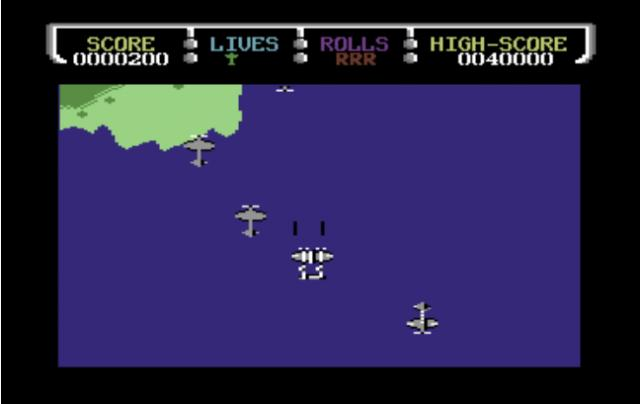 SCORE LIVES ROLLS HIGH-SCORE
0000200 RRR 0040000